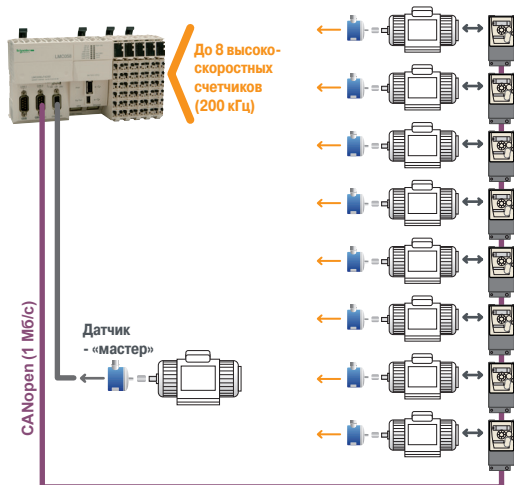 До 8 высоко-
скоростных
счетчиков
(200 кГц)
Датчик
- «мастер»
CANopen (1 Мб/с)